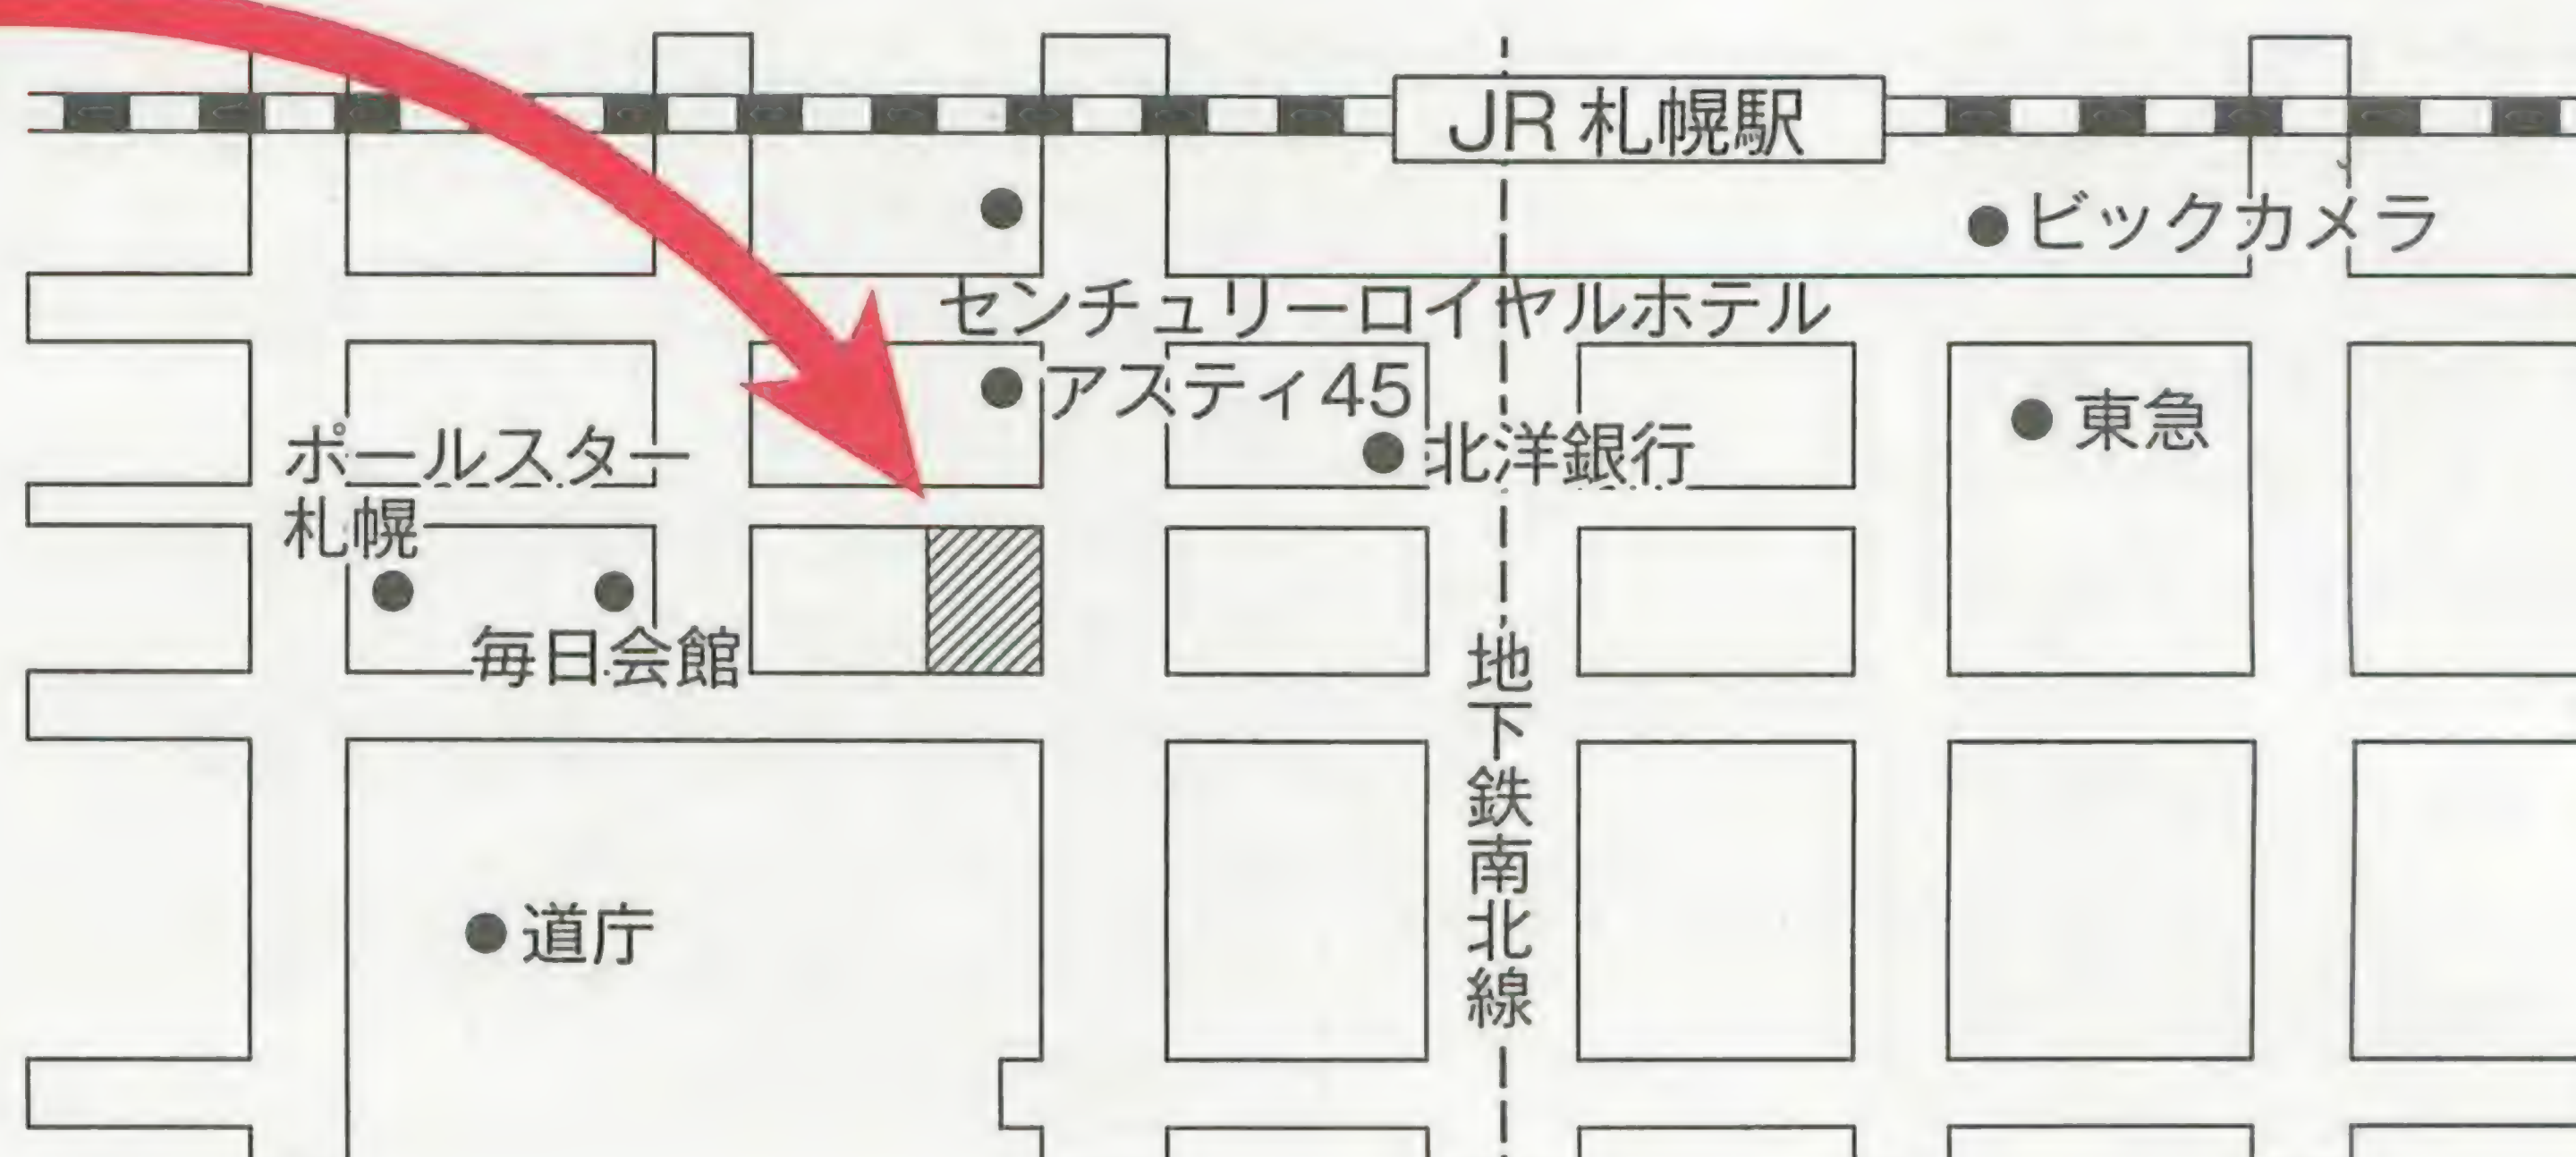 JR 札幌駅
ビックカメラ
センチュリーロイヤルホテル
アスティ45
東急
北洋銀行
ポールスター
札幌
毎日会館
地下鉄南北線
道庁